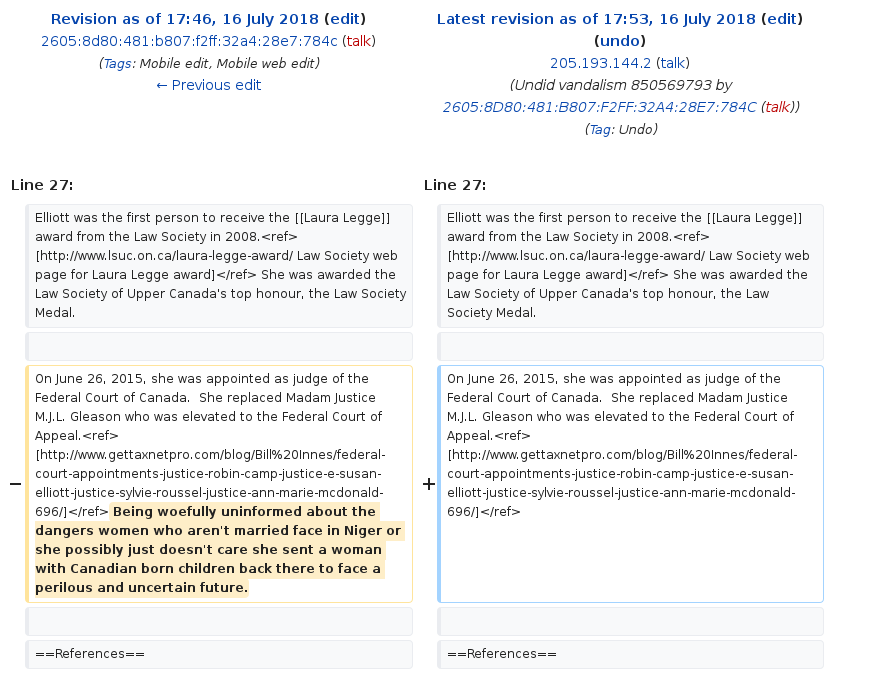 Revision as of 17:46, 16 July 2018 (edit)
2605:8d80:481:b807:f2ff:32a4:28e7:784c (talk)
(Tags: Mobile edit, Mobile web edit)
← Previous edit
Latest revision as of 17:53, 16 July 2018 (edit)
(undo)
205.193.144.2 (talk)
(Undid vandalism 850569793 by
2605:8D80:481:B807:F2FF:32A4:28E7:784C (talk))
(Tag: Undo)
Line 27:
Line 27:
Elliott was the first person to receive the [[Laura Legge]]
award from the Law Society in 2008.<ref>
[http://www.lsuc.on.ca/laura-legge-award/ Law Society web
page for Laura Legge award]</ref> She was awarded the
Law Society of Upper Canada's top honour, the Law Society
Medal.
Elliott was the first person to receive the [[Laura Legge]]
award from the Law Society in 2008.<ref>
[http://www.lsuc.on.ca/laura-legge-award/ Law Society web
page for Laura Legge award]</ref> She was awarded the
Law Society of Upper Canada's top honour, the Law
Society Medal.
−
On June 26, 2015, she was appointed as judge of the
Federal Court of Canada.  She replaced Madam Justice
M.J.L. Gleason who was elevated to the Federal Court of
Appeal.<ref>
[http://www.gettaxnetpro.com/blog/Bill%20Innes/federal-
court-appointments-justice-robin-camp-justice-e-susan-
elliott-justice-sylvie-roussel-justice-ann-marie-mcdonald-
696/]</ref> Being woefully uninformed about the
dangers women who aren't married face in Niger or
she possibly just doesn't care she sent a woman
with Canadian born children back there to face a
perilous and uncertain future.
+
On June 26, 2015, she was appointed as judge of the
Federal Court of Canada.  She replaced Madam Justice
M.J.L. Gleason who was elevated to the Federal Court of
Appeal.<ref>
[http://www.gettaxnetpro.com/blog/Bill%20Innes/federal-
court-appointments-justice-robin-camp-justice-e-susan-
elliott-justice-sylvie-roussel-justice-ann-marie-mcdonald-
696/]</ref>
==References==
==References==